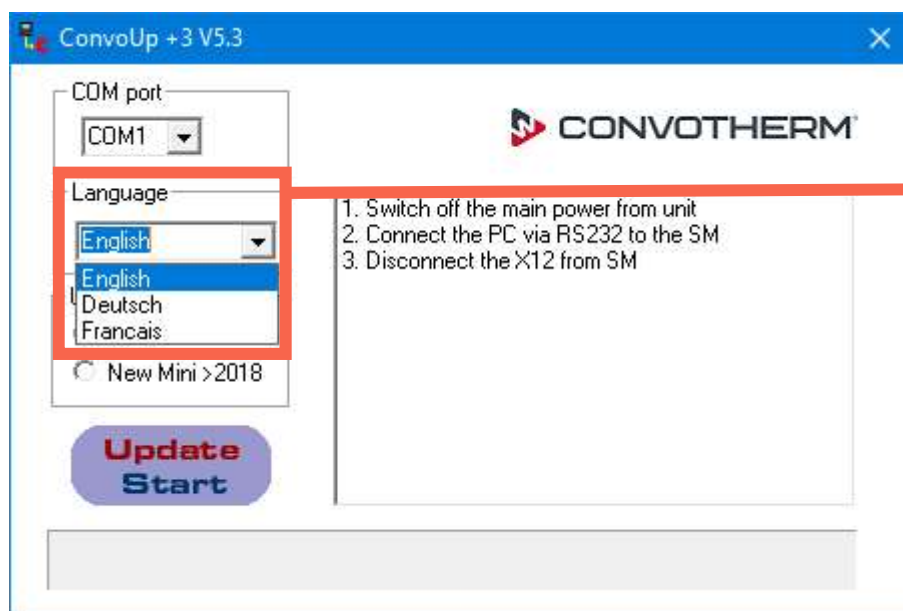 ConvoUp +3 V5.3
COM port
COM1
CONVOTHERM
Language
English
English
Deutsch
Francais
New Mini >2018
1. Switch off the main power from unit
2. Connect the PC via RS232 to the SM
3. Disconnect the X12 from SM
Update
Start